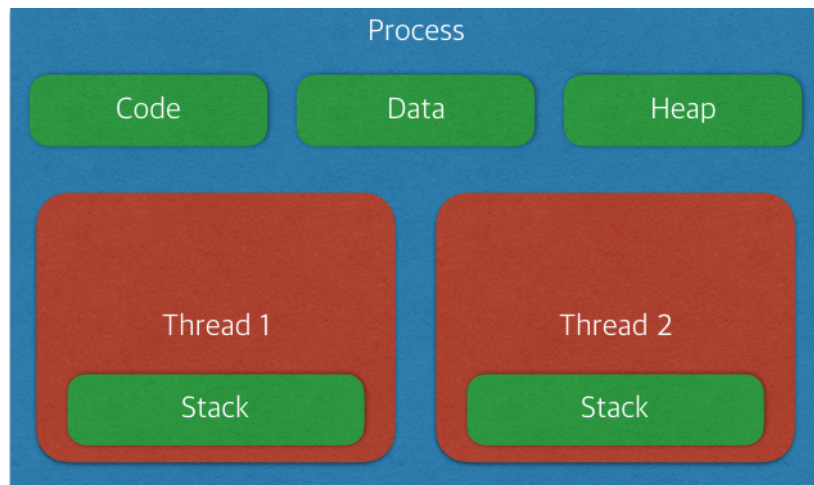 Process
Code
Data
Heap
Thread 1
Thread 2
Stack
Stack